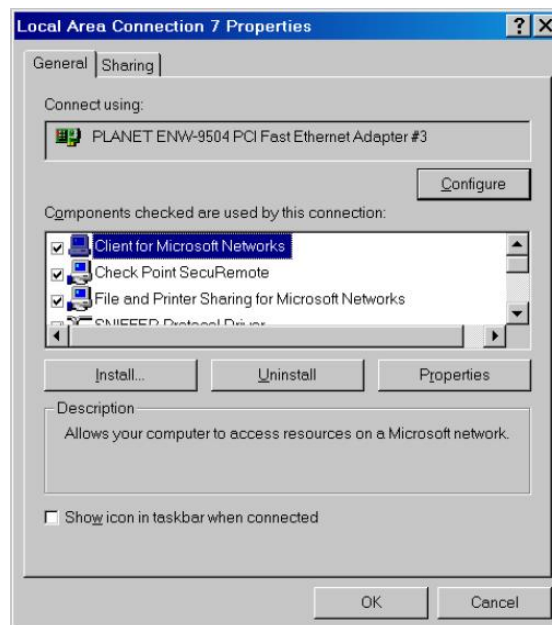 Local Area Connection 7 Properties
General Sharing
Connect using:
PLANET ENW-9504 PCI Fast Ethernet Adapter #3
Configure
Components checked are used by this connection:
Client for Microsoft Networks
Check Point SecuRemote
File and Printer Sharing for Microsoft Networks
SNIFFER Protocol Driver
Install... Uninstall Properties
Description
Allows your computer to access resources on a Microsoft network.
Show icon in taskbar when connected
OK Cancel